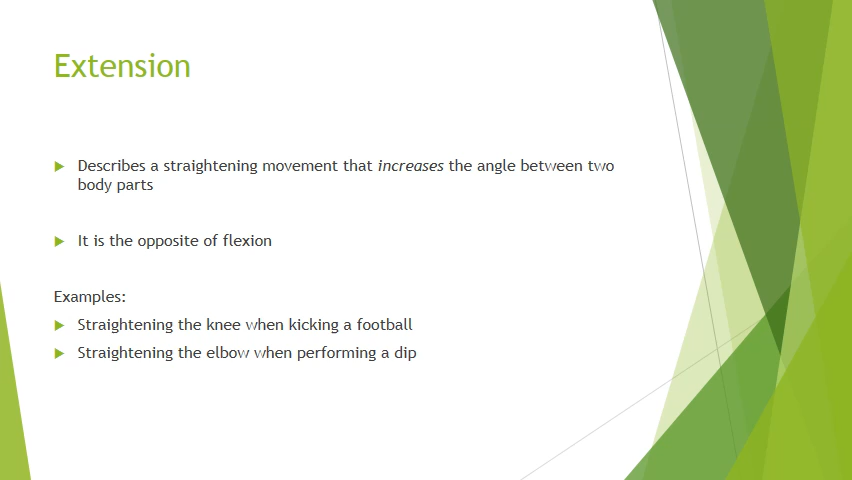 Extension
Describes a straightening movement that increases the angle between two
body parts
It is the opposite of flexion
Examples:
Straightening the knee when kicking a football
Straightening the elbow when performing a dip